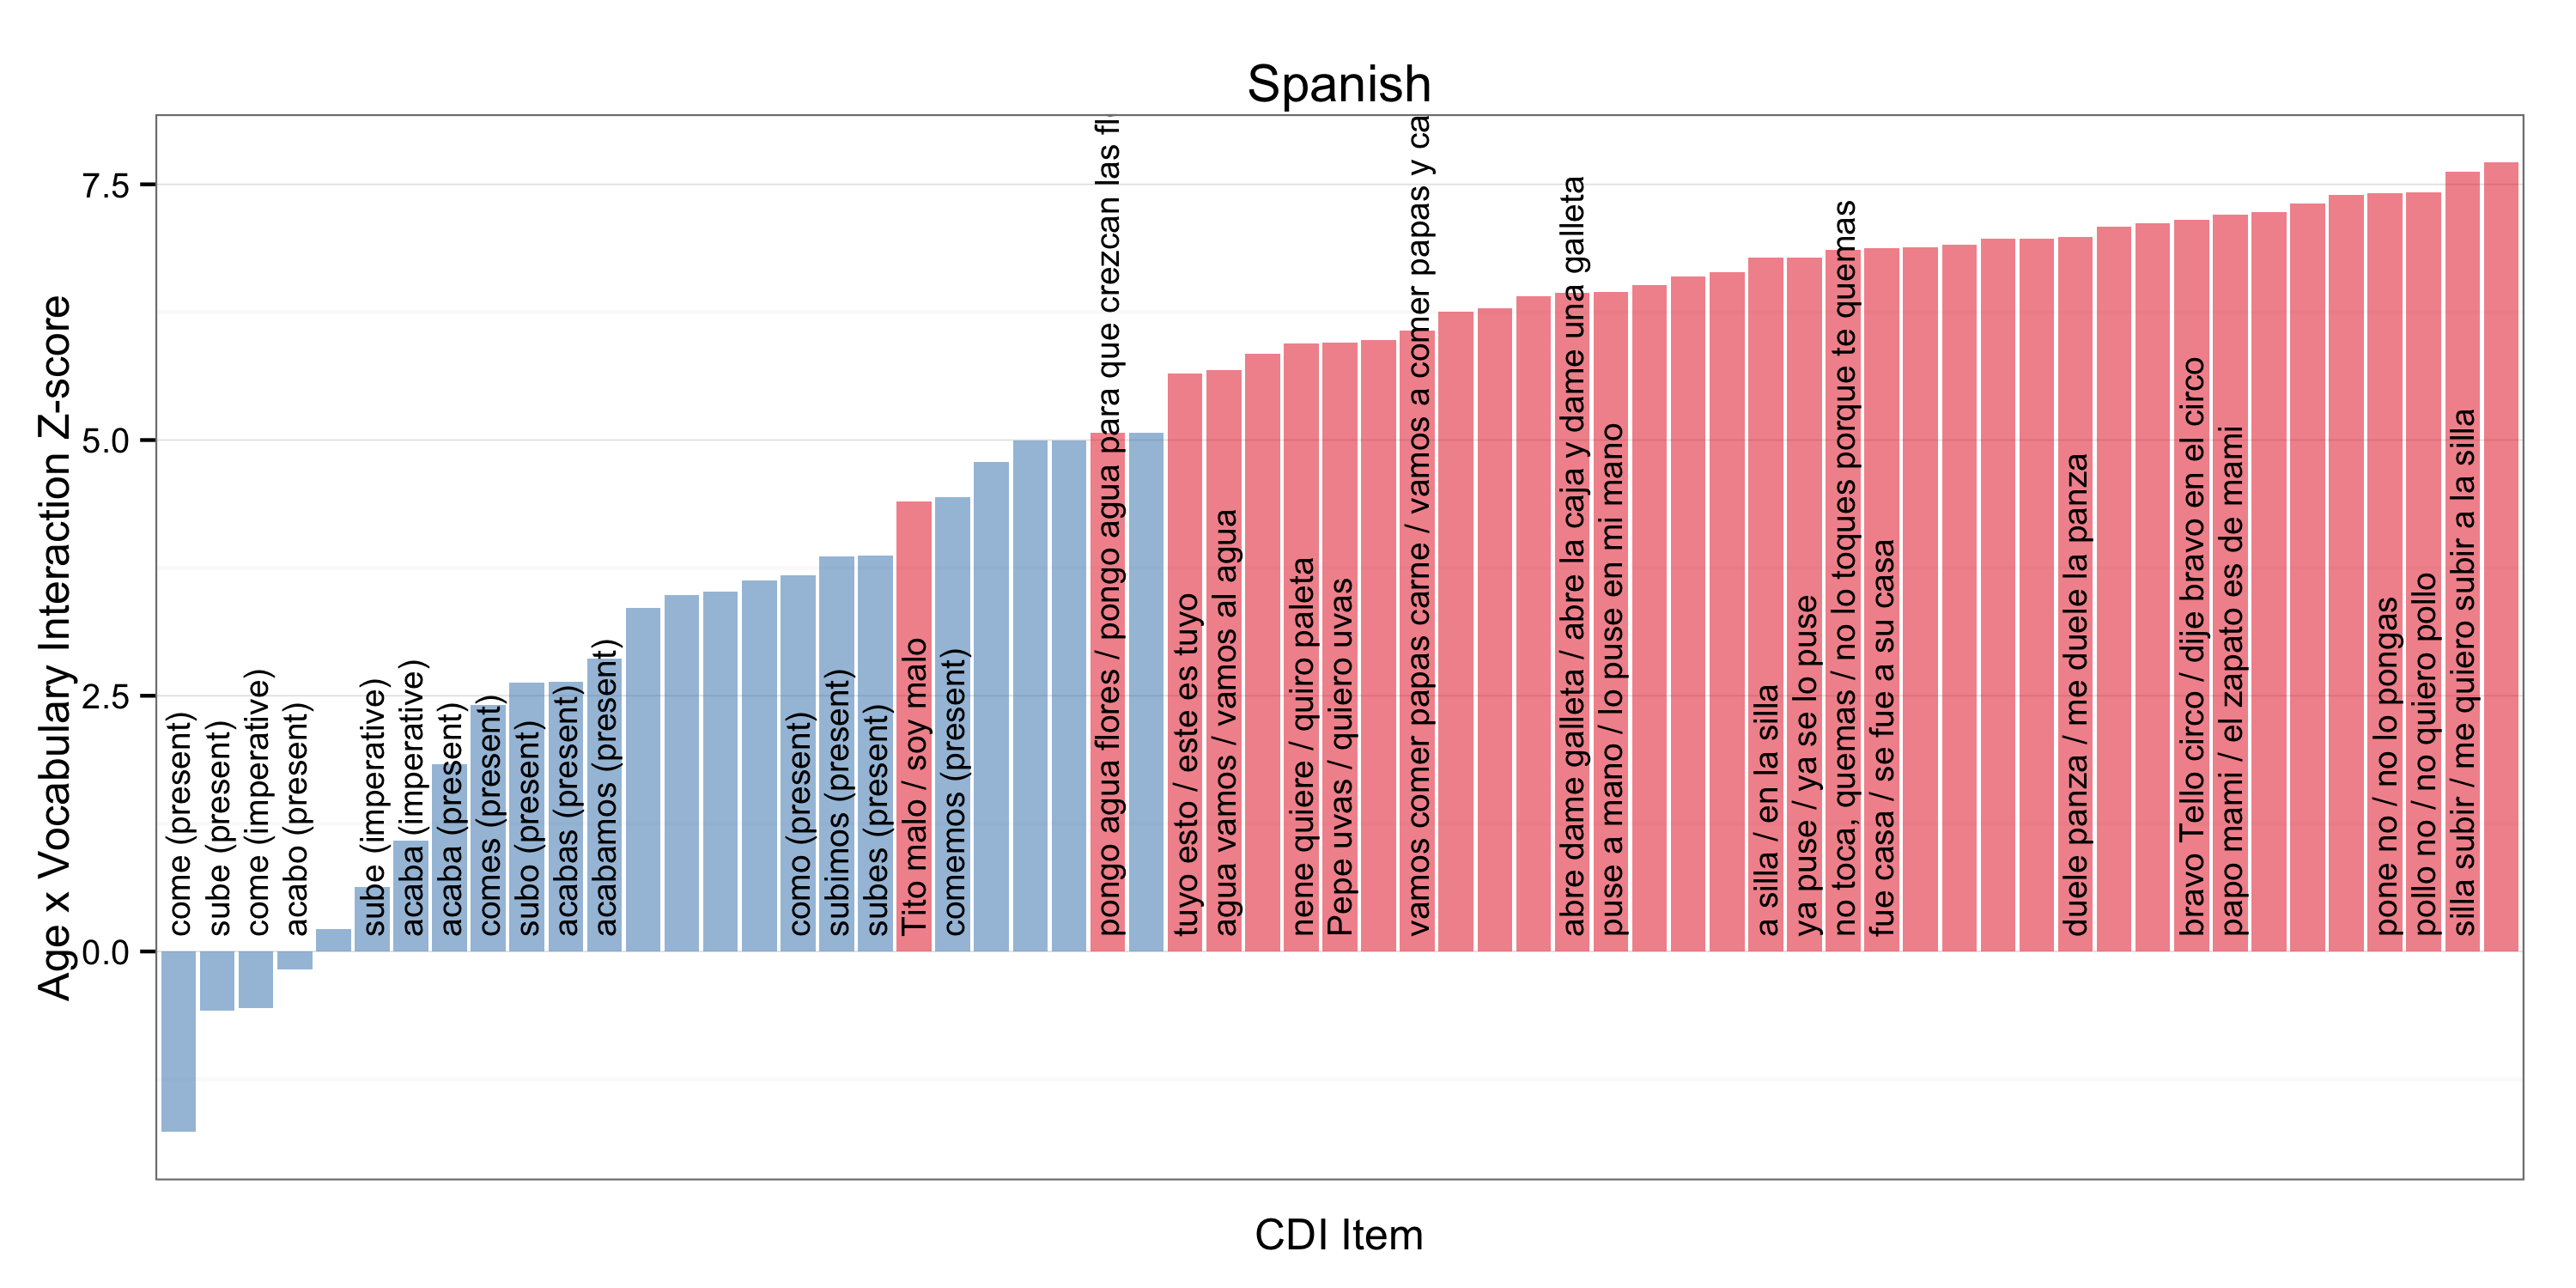 Spanish
Age x Vocabulary Interaction Z-score
7.5
5.0
2.5
0.0
come (present)
sube (present)
come (imperative)
acabo (present)
sube (imperative)
acaba (imperative)
acaba (present)
comes (present)
subo (present)
acabas (present)
acabamos (present)
como (present)
subimos (present)
subes (present)
Tito malo / soy malo
comemos (present)
pongo agua flores / pongo agua para que crezcan las fl
tuyo esto / este es tuyo
agua vamos / vamos al agua
nene quiere / quiro paleta
Pepe uvas / quiero uvas
vamos comer papas carne / vamos a comer papas y ca
abre dame galleta / abre la caja y dame una galleta
puse a mano / lo puse en mi mano
a silla / en la silla
ya puse / ya se lo puse
no toca, quemas / no lo toques porque te quemas
fue casa / se fue a su casa
duele panza / me duele la panza
bravo Tello circo / dije bravo en el circo
papo mami / el zapato es de mami
pone no / no lo pongas
pollo no / no quiero pollo
silla subir / me quiero subir a la silla
CDI Item